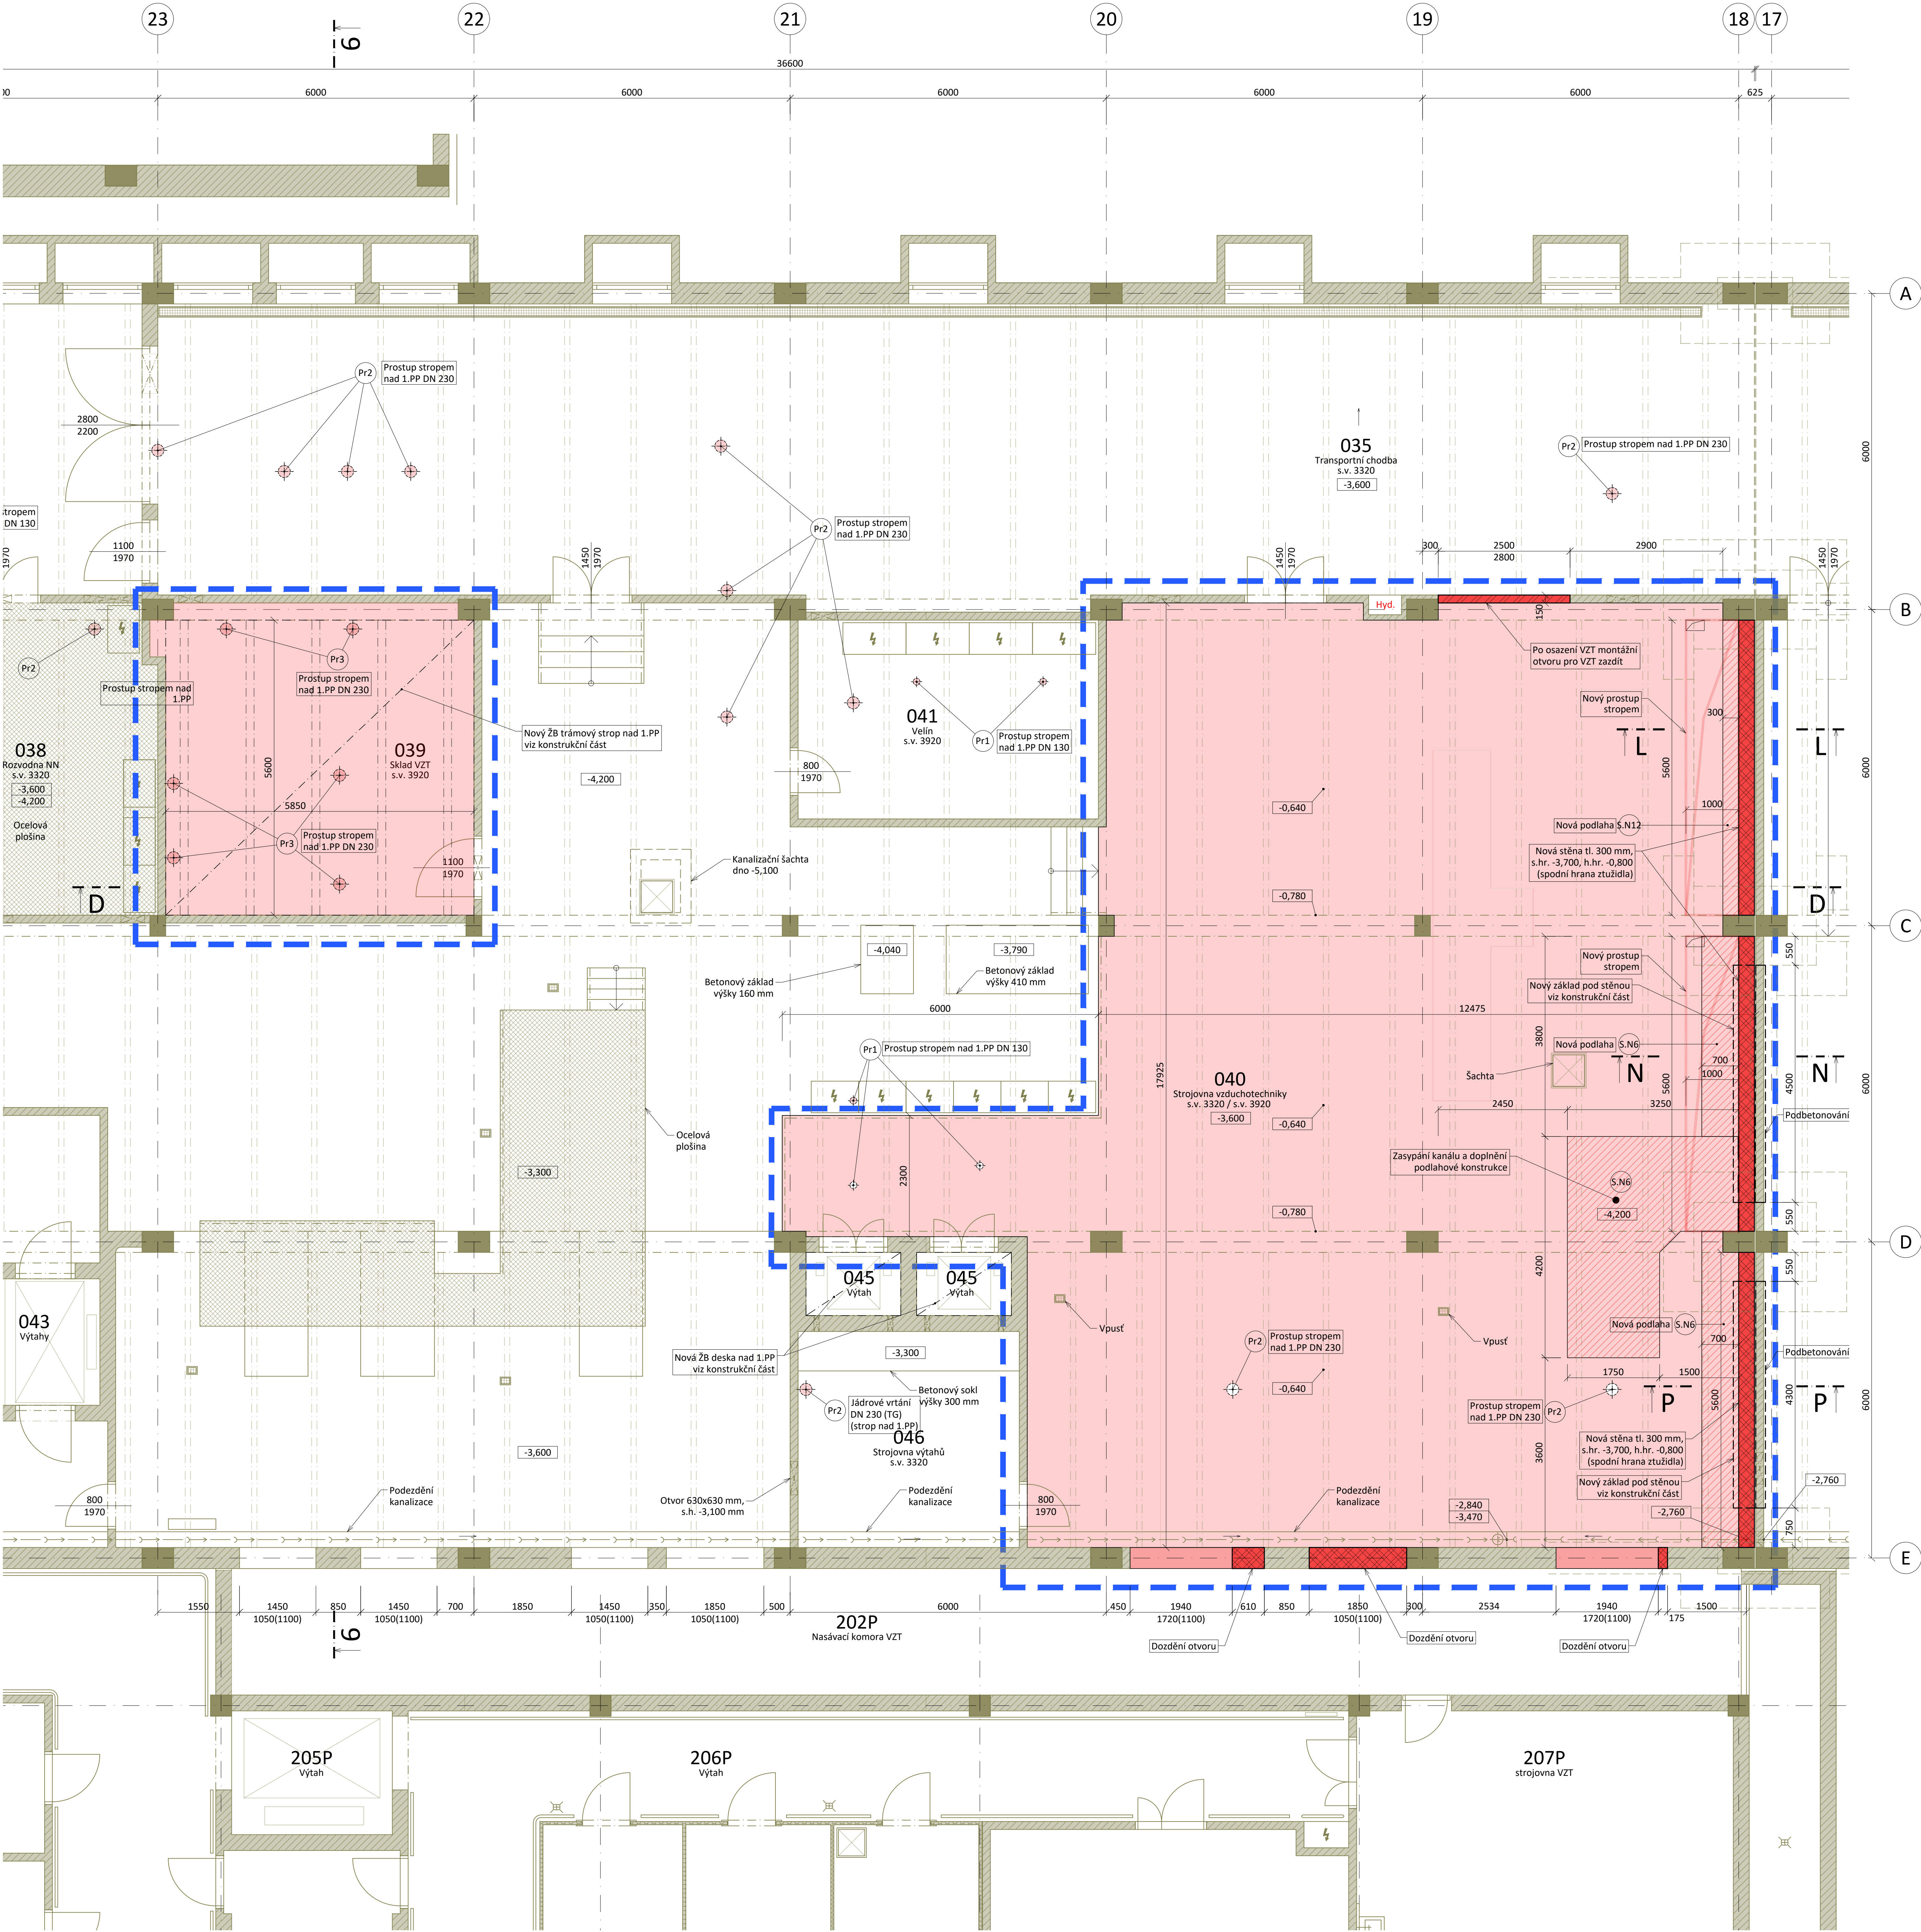 23
22
21
20
19
18
17
6
36600
00
6000
6000
6000
6000
6000
625
A
Pr2
Prostup stropem
nad 1.PP DN 230
2800
2200
035
Transportní chodba
s.v. 3320
-3,600
Pr2
Prostup stropem nad 1.PP DN 230
6000
stropem
DN 130
1970
1100
1970
Pr2
Prostup stropem
nad 1.PP DN 230
1450
1970
1450
1970
300
2500
2800
2900
1450
1970
Hyd.
150
B
Pr2
Prostup stropem nad
1.PP
Pr3
Prostup stropem
nad 1.PP DN 230
Po osazení VZT montážní
otvoru pro VZT zazdít
Nový prostup
stropem
300
038
Rozvodna NN
s.v. 3320
-3,600
-4,200
Ocelová
plošina
039
Sklad VZT
s.v. 3920
Nový ŽB trámový strop nad 1.PP
viz konstrukční část
-4,200
041
Velín
s.v. 3920
Pr1
Prostup stropem
nad 1.PP DN 130
800
1970
L
L
5600
5600
6000
5850
-0,640
1000
Pr3
Prostup stropem
nad 1.PP DN 230
Nová podlaha
S.N12
1100
1970
Kanalizační šachta
dno -5,100
Nová stěna tl. 300 mm,
s.hr. -3,700, h.hr. -0,800
(spodní hrana ztužidla)
D
-0,780
D
C
-4,040
-3,790
Betonový základ
výšky 160 mm
Betonový základ
výšky 410 mm
550
Nový prostup
stropem
Nový základ pod stěnou
viz konstrukční část
6000
12475
Pr1
Prostup stropem nad 1.PP DN 130
3800
Nová podlaha
S.N6
700
1000
17925
040
Strojovna vzduchotechniky
s.v. 3320 / s.v. 3920
-3,600
-0,640
Šachta
N
N
5600
4500
6000
2450
3250
Podbetonování
Ocelová
plošina
2300
-3,300
Zasypání kanálu a doplnění
podlahové konstrukce
S.N6
-4,200
-0,780
550
D
045
Výtah
045
Výtah
550
4200
043
Výtahy
Vpusť
Vpusť
Nová podlaha
S.N6
700
Pr2
Prostup stropem
nad 1.PP DN 230
Nová ŽB deska nad 1.PP
viz konstrukční část
-3,300
Podbetonování
1750
1500
-0,640
Betonový sokl
výšky 300 mm
Pr2
Jádrové vrtání
DN 230 (TG)
(strop nad 1.PP)
Prostup stropem
nad 1.PP DN 230
Pr2
P
P
5600
4300
6000
046
Strojovna výtahů
s.v. 3320
-3,600
3600
Nová stěna tl. 300 mm,
s.hr. -3,700, h.hr. -0,800
(spodní hrana ztužidla)
Nový základ pod stěnou
viz konstrukční část
-2,760
800
1970
Podezdění
kanalizace
Otvor 630x630 mm,
s.h. -3,100 mm
Podezdění
kanalizace
800
1970
Podezdění
kanalizace
-2,840
-3,470
-2,760
750
E
1550
1450
1050(1100)
850
1450
1050(1100)
700
1850
1450
1050(1100)
350
1850
1050(1100)
500
6000
450
1940
1720(1100)
610
850
1850
1050(1100)
300
2534
1940
1720(1100)
175
1500
6
202P
Nasávací komora VZT
Dozdění otvoru
Dozdění otvoru
Dozdění otvoru
205P
Výtah
206P
Výtah
207P
strojovna VZT